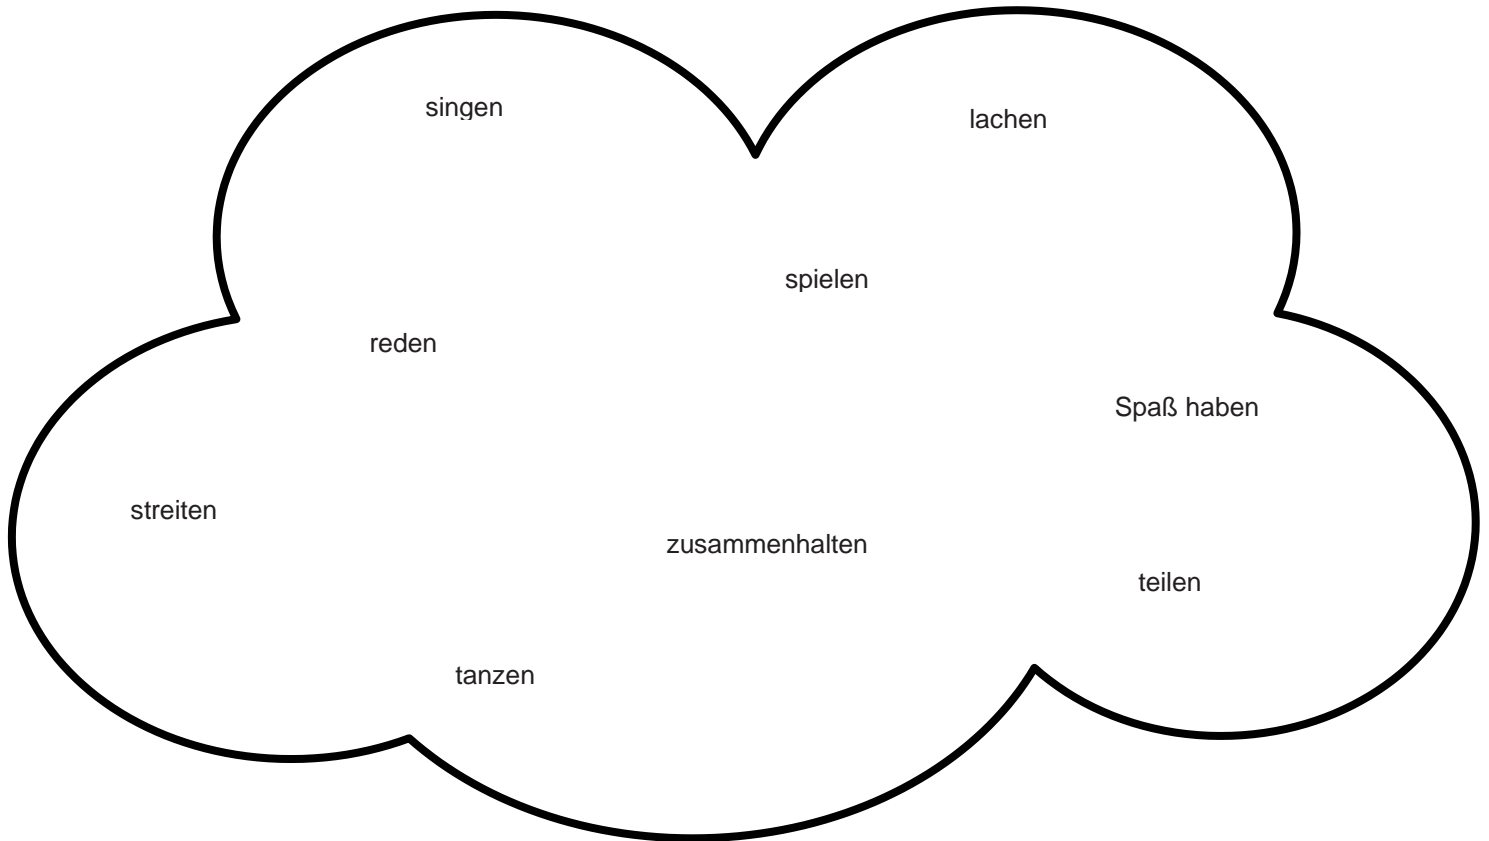 singen
lachen
spielen
reden
Spaß haben
streiten
zusammenhalten
teilen
tanzen